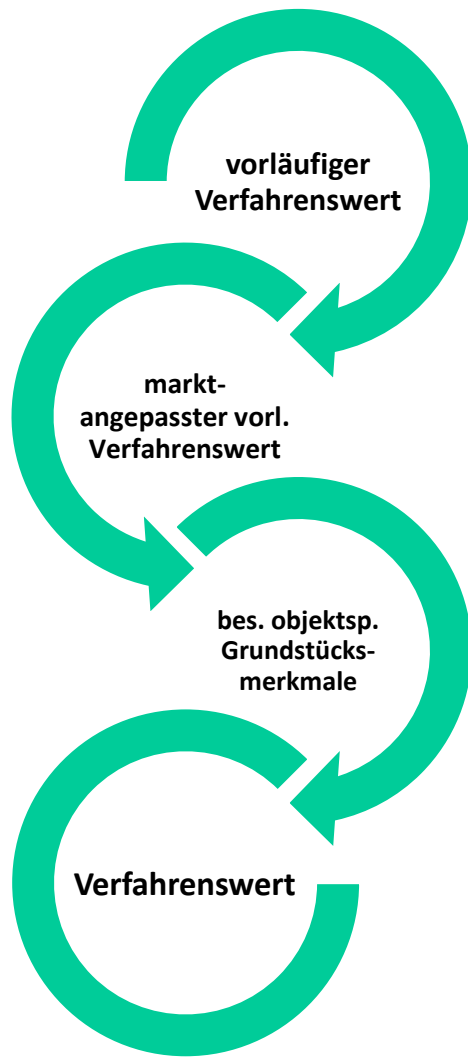 vorläufiger
Verfahrenswert
markt-
angepasster vorl.
Verfahrenswert
bes. objektsp.
Grundstücks-
merkmale
Verfahrenswert